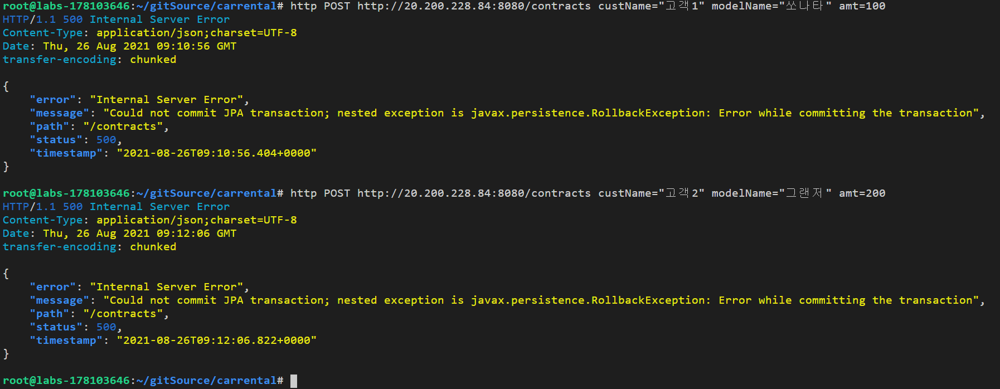 root@labs-178103646:~/gitSource/carrental# http POST http://20.200.228.84:8080/contracts custName="고객1" modelName="쏘나타" amt=100
HTTP/1.1 500 Internal Server Error
Content-Type: application/json;charset=UTF-8
Date: Thu, 26 Aug 2021 09:10:56 GMT
transfer-encoding: chunked
{
    "error": "Internal Server Error",
    "message": "Could not commit JPA transaction; nested exception is javax.persistence.RollbackException: Error while committing the transaction",
    "path": "/contracts",
    "status": 500,
    "timestamp": "2021-08-26T09:10:56.404+0000"
}
root@labs-178103646:~/gitSource/carrental# http POST http://20.200.228.84:8080/contracts custName="고객2" modelName="그랜저" amt=200
HTTP/1.1 500 Internal Server Error
Content-Type: application/json;charset=UTF-8
Date: Thu, 26 Aug 2021 09:12:06 GMT
transfer-encoding: chunked
{
    "error": "Internal Server Error",
    "message": "Could not commit JPA transaction; nested exception is javax.persistence.RollbackException: Error while committing the transaction",
    "path": "/contracts",
    "status": 500,
    "timestamp": "2021-08-26T09:12:06.822+0000"
}
root@labs-178103646:~/gitSource/carrental#